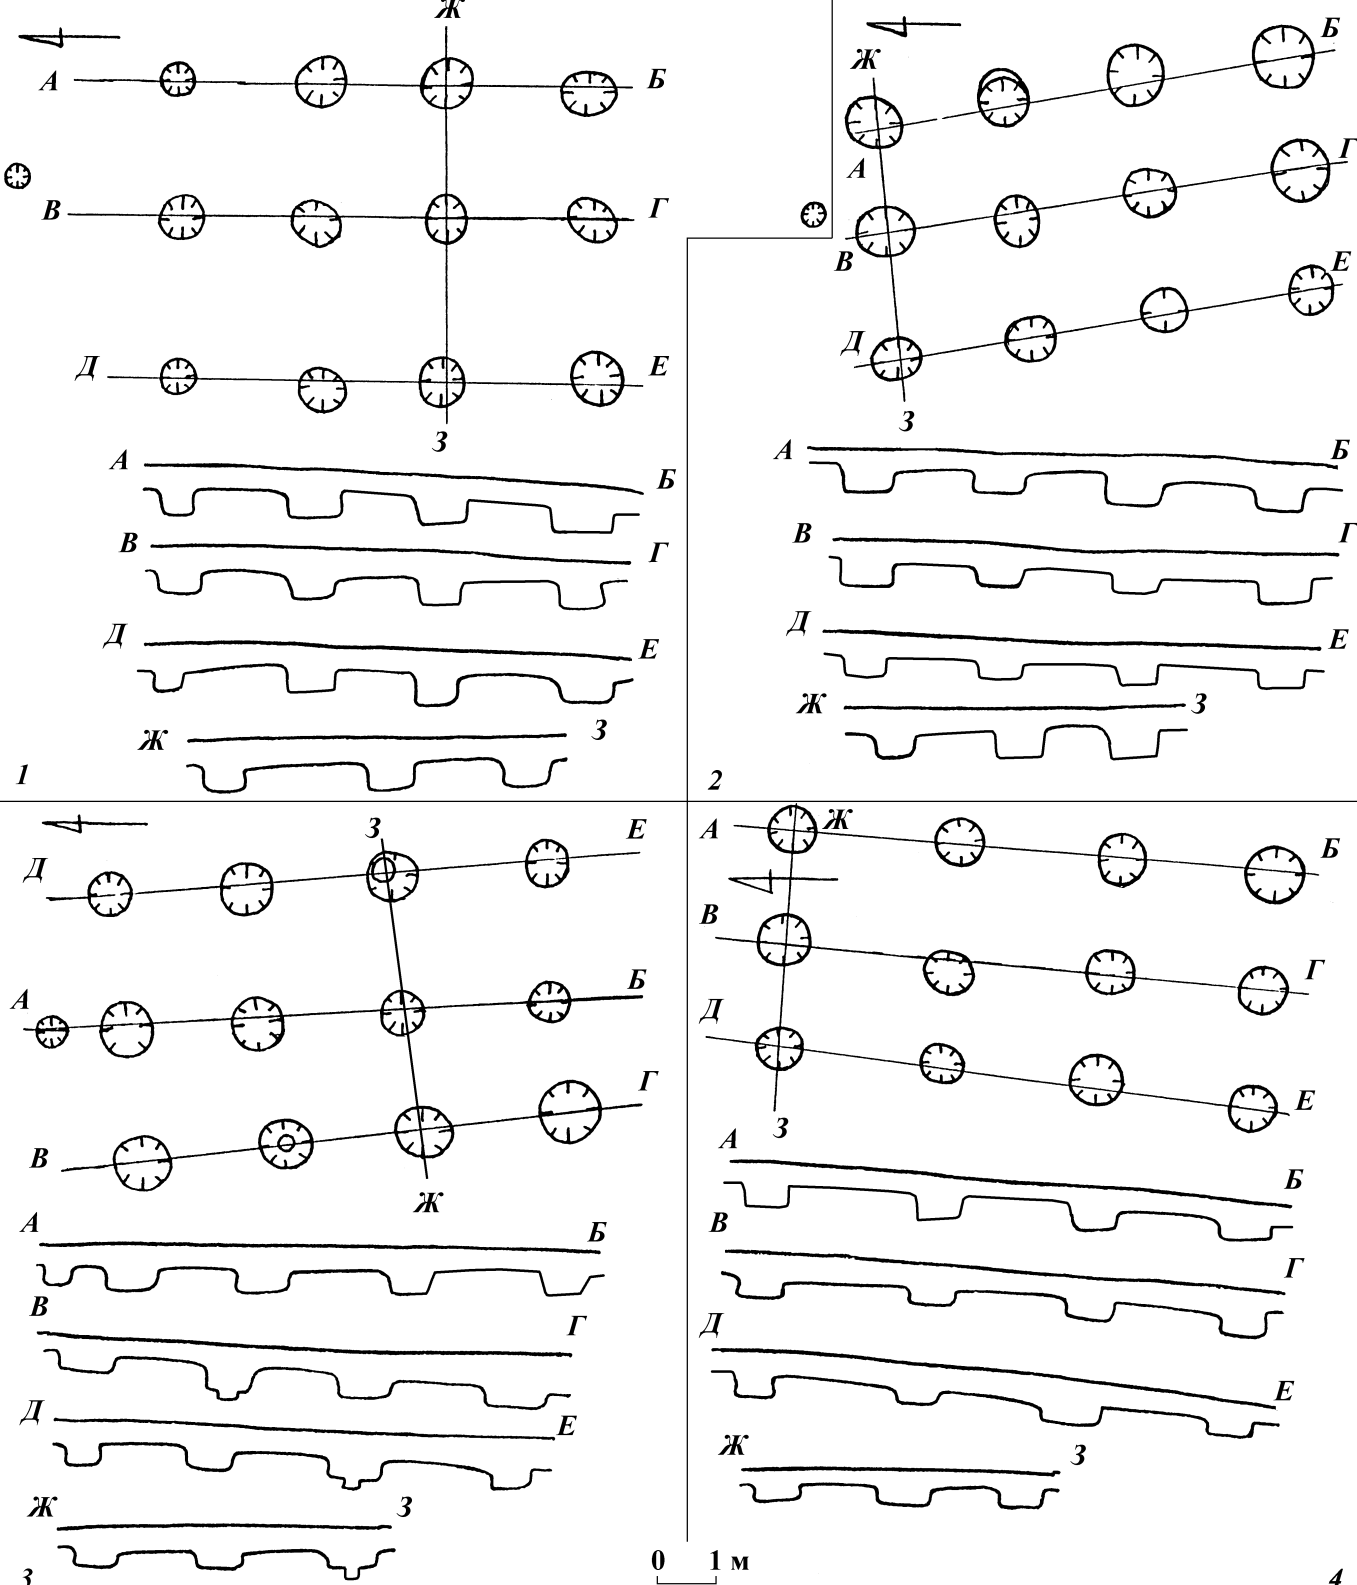 Ж
А Б
В Г
Д Е
З
А Б
В Г
Д Е
Ж З
1
Ж Б
А Г
В Е
Д
З
А Б
В Г
Д Е
Ж З
2
З Е
Д
А Б
В Г
Ж
А Б
В Г
Д Е
Ж З
3
А Ж Б
В Г
Д Е
З
А Б
В Г
Д Е
Ж З
0 1 м
4